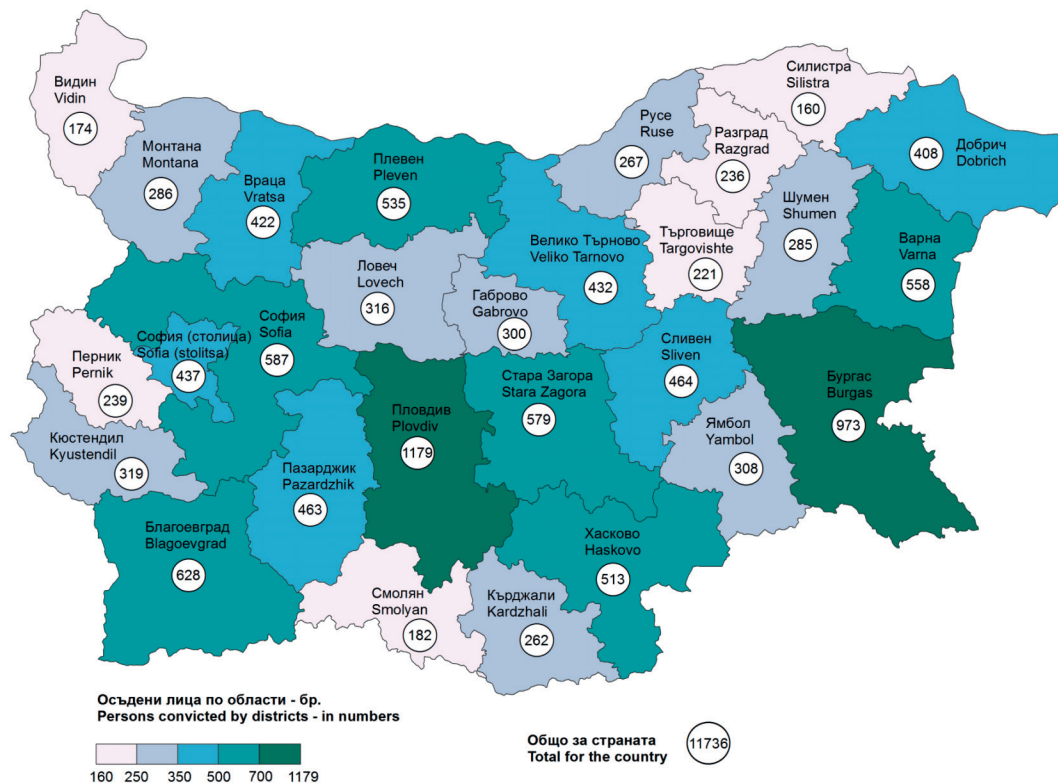 Видин
Vidin
174
Монтана
Montana
286
Враца
Vratsa
422
Плевен
Pleven
535
Ловеч
Lovech
316
Габрово
Gabrovo
300
Велико Търново
Veliko Tarnovo
432
Русе
Ruse
267
Разград
Razgrad
236
Силистра
Silistra
160
Добрич
Dobrich
408
Търговище
Targovishte
221
Шумен
Shumen
285
Варна
Varna
558
София (столица)
Sofia (stolitsa)
437
София
Sofia
587
Перник
Pernik
239
Кюстендил
Kyustendil
319
Благоевград
Blagoevgrad
628
Пазарджик
Pazardzhik
463
Пловдив
Plovdiv
1179
Стара Загора
Stara Zagora
579
Сливен
Sliven
464
Ямбол
Yambol
308
Бургас
Burgas
973
Хасково
Haskovo
513
Смолян
Smolyan
182
Кърджали
Kardzhali
262
Осъдени лица по области - бр.
Persons convicted by districts - in numbers
160 250 350 500 700 1179
Общо за страната
Total for the country
11736